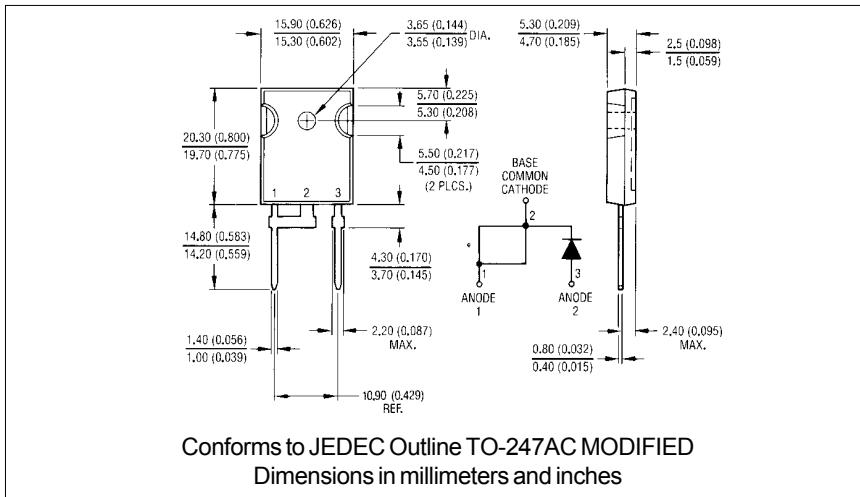 15.90 (0.626)
15.30 (0.602)
3.65 (0.144)
3.55 (0.139)
DIA.
5.30 (0.209)
4.70 (0.185)
2.5 (0.098)
1.5 (0.059)
5.70 (0.225)
5.30 (0.208)
20.30 (0.800)
19.70 (0.775)
5.50 (0.217)
4.50 (0.177)
(2 PLCS.)
1 2 3
BASE
COMMON
CATHODE
2
14.80 (0.583)
14.20 (0.559)
4.30 (0.170)
3.70 (0.145)
1
ANODE
1
3
ANODE
2
1.40 (0.056)
1.00 (0.039)
2.20 (0.087)
MAX.
0.80 (0.032)
0.40 (0.015)
2.40 (0.095)
MAX.
10.90 (0.429)
REF.
Conforms to JEDEC Outline TO-247AC MODIFIED
Dimensions in millimeters and inches